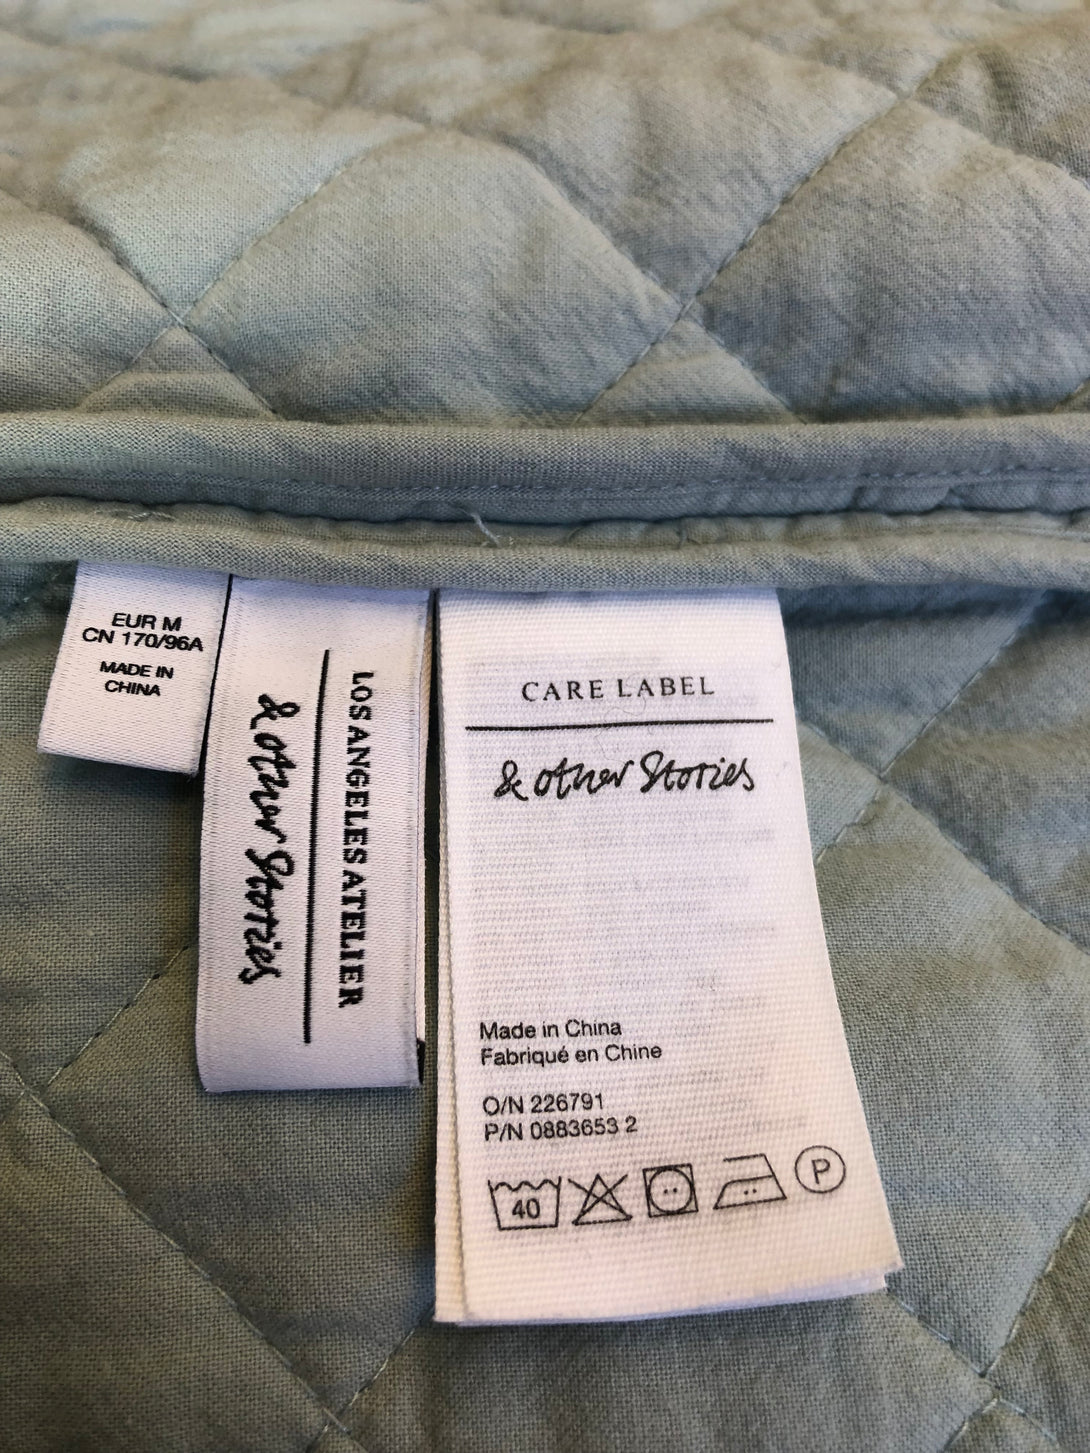 EUR M
CN 170/96A
MADE IN
CHINA
LOS ANGELES ATELIER
& other Stories
CARE LABEL
& other Stories
Made in China
Fabriqué en Chine
O/N 226791
P/N 0883653 2
40
P